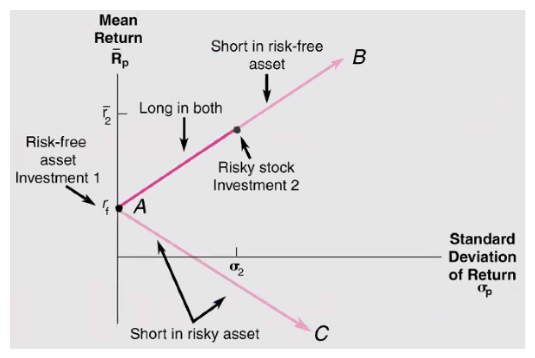 Mean
Return
R̄ₚ
Short in risk-free
asset
B
r̄₂
Long in both
Risk-free
asset
Investment 1
Risky stock
Investment 2
r_f
A
Standard
Deviation
of Return
σₚ
σ₂
Short in risky asset
C